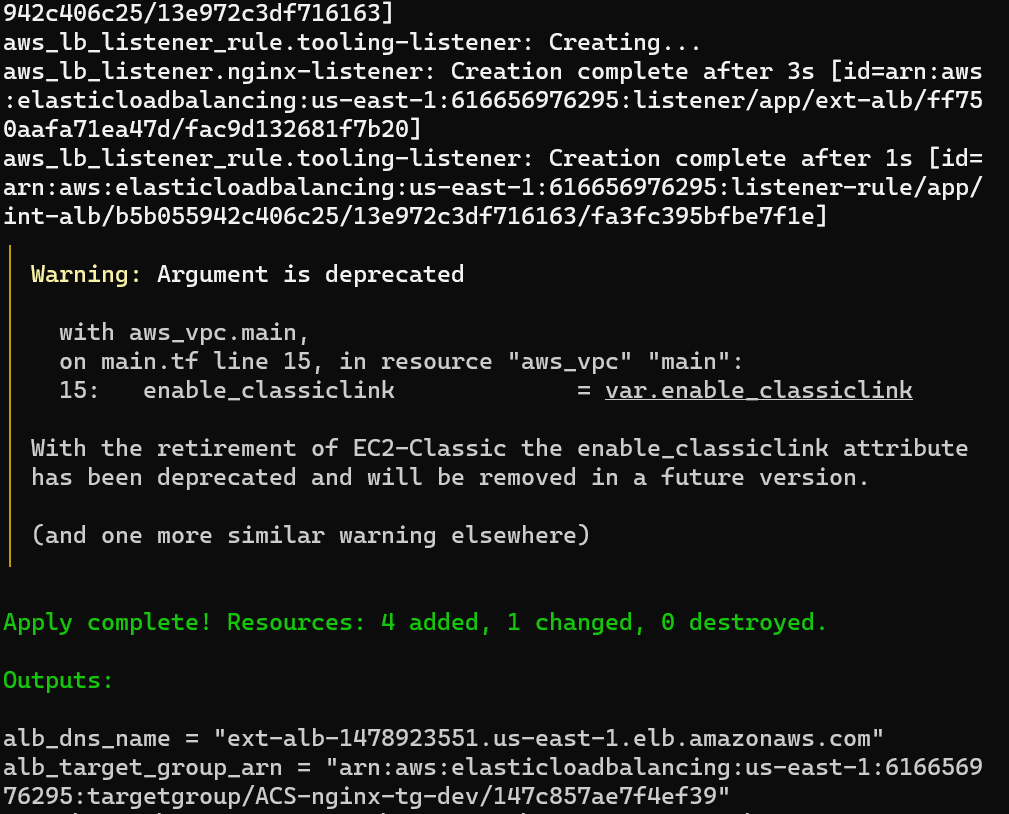 942c406c25/13e972c3df716163]
aws_lb_listener_rule.tooling-listener: Creating...
aws_lb_listener.nginx-listener: Creation complete after 3s [id=arn:aws
:elasticloadbalancing:us-east-1:616656976295:listener/app/ext-alb/ff75
0aafa71ea47d/fac9d132681f7b20]
aws_lb_listener_rule.tooling-listener: Creation complete after 1s [id=
arn:aws:elasticloadbalancing:us-east-1:616656976295:listener-rule/app/
int-alb/b5b055942c406c25/13e972c3df716163/fa3fc395bfbe7f1e]
Warning: Argument is deprecated
with aws_vpc.main,
on main.tf line 15, in resource "aws_vpc" "main":
15:   enable_classiclink             = var.enable_classiclink
With the retirement of EC2-Classic the enable_classiclink attribute
has been deprecated and will be removed in a future version.
(and one more similar warning elsewhere)
Apply complete! Resources: 4 added, 1 changed, 0 destroyed.
Outputs:
alb_dns_name = "ext-alb-1478923551.us-east-1.elb.amazonaws.com"
alb_target_group_arn = "arn:aws:elasticloadbalancing:us-east-1:6166569
76295:targetgroup/ACS-nginx-tg-dev/147c857ae7f4ef39"